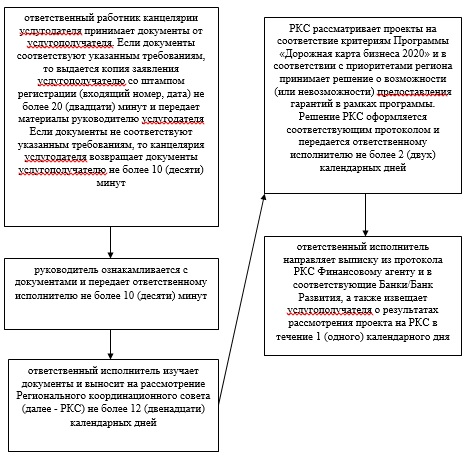 ответственный работник канцелярии
услугодателя принимает документы от
услугополучателя. Если документы
соответствуют указанным требованиям,
то выдается копия заявления
услугополучателю со штампом
регистрации (входящий номер, дата) не
более 20 (двадцати) минут и передает
материалы руководителю услугодателя
Если документы не соответствуют
указанным требованиям, то канцелярия
услугодателя возвращает документы
услугополучателю не более 10 (десяти)
минут
руководитель ознакамливается с
документами и передает ответственному
исполнителю не более 10 (десяти) минут
ответственный исполнитель изучает
документы и выносит на рассмотрение
Регионального координационного совета
(далее - РКС) не более 12 (двенадцати)
календарных дней
РКС рассматривает проекты на
соответствие критериям Программы
«Дорожная карта бизнеса 2020» и в
соответствии с приоритетами региона
принимает решение о возможности
(или невозможности) предоставления
гарантий в рамках программы.
Решение РКС оформляется
соответствующим протоколом и
передается ответственному
исполнителю не более 2 (двух)
календарных дней
ответственный исполнитель
направляет выписку из протокола
РКС Финансовому агенту и в
соответствующие Банки/Банк
Развития, а также извещает
услугополучателя о результатах
рассмотрения проекта на РКС в
течение 1 (одного) календарного дня